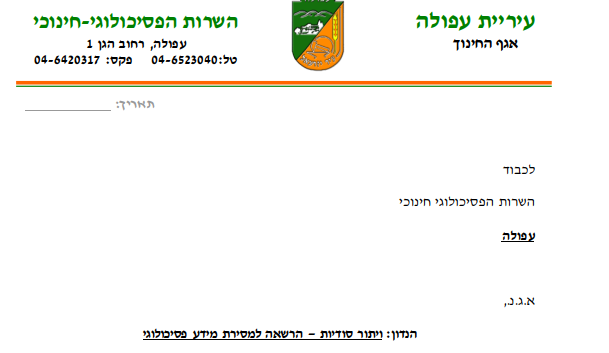 עיריית עפולה
אגף החינוך
השרות הפסיכולוגי-חינוכי
עפולה, רחוב הגן 1
טל:04-6523040 פקס: 04-6420317
תאריך: ____________
לכבוד
השרות הפסיכולוגי חינוכי
עפולה
א.ג.נ,
הנדון: ויתור סודיות – הרשאה למסירת מידע פסיכולוגי